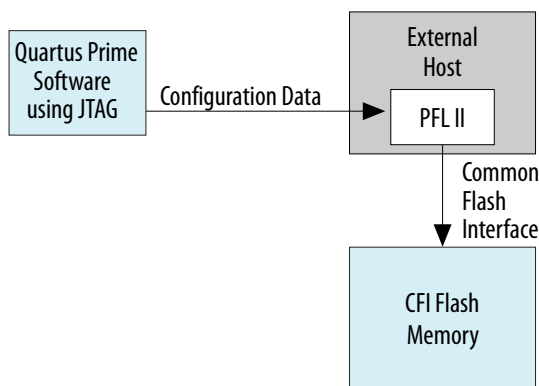 Quartus Prime
Software
using JTAG
Configuration Data
External
Host
PFL II
Common
Flash
Interface
CFI Flash
Memory